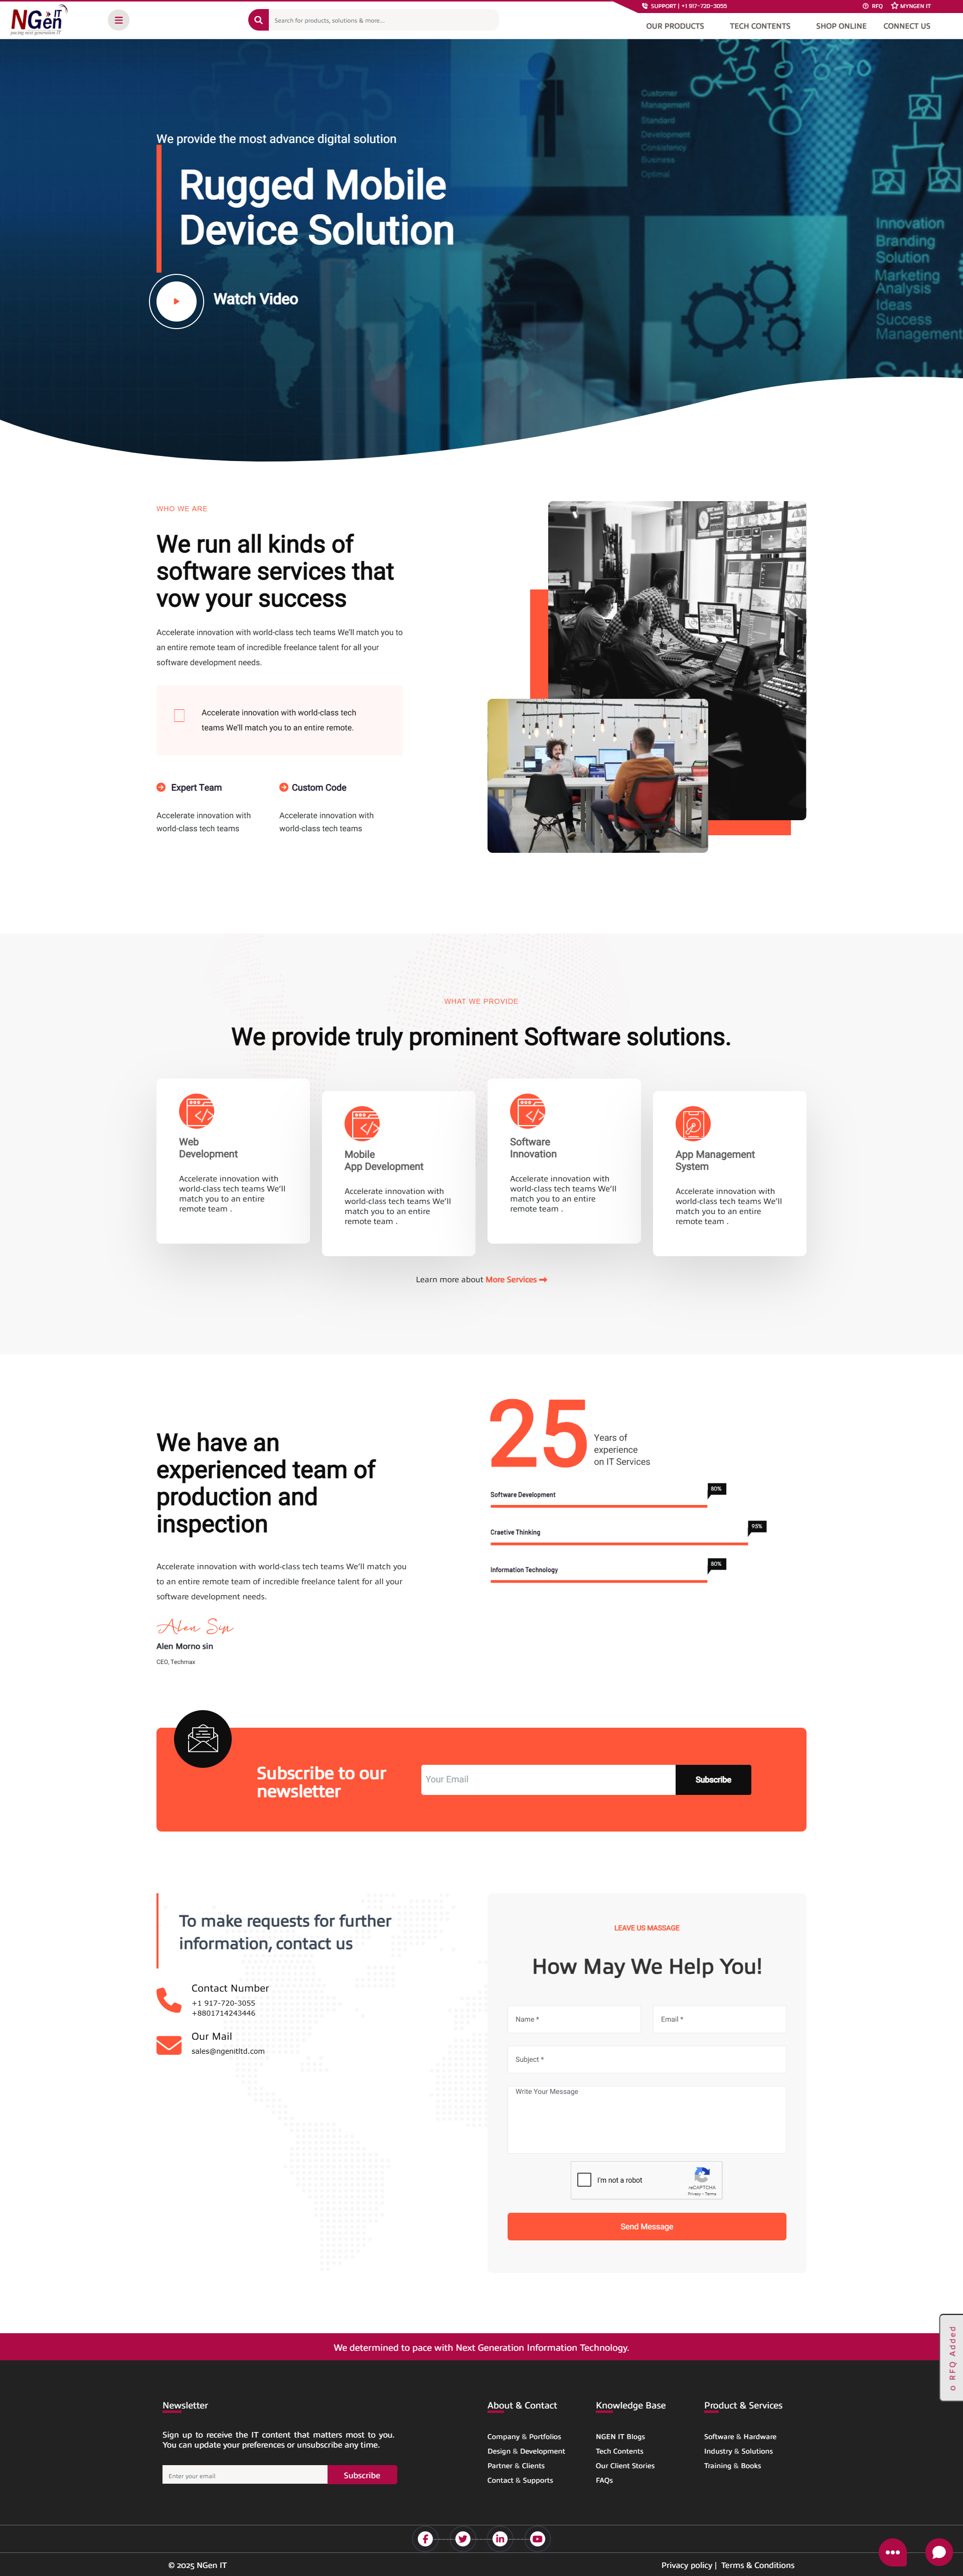 NGen IT
pacing next generation IT
Search for products, solutions & more...
SUPPORT | +1 917-720-3055
RFQ
MYNGEN IT
OUR PRODUCTS
TECH CONTENTS
SHOP ONLINE
CONNECT US
Customer
Management
Standard
Development
Consistency
Business
Optimal
Innovation
Branding
Solution
Marketing
Analysis
Ideas
Success
Management
Solut
We provide the most advance digital solution
Rugged Mobile
Device Solution
Watch Video
WHO WE ARE
We run all kinds of
software services that
vow your success
Accelerate innovation with world-class tech teams We'll match you to
an entire remote team of incredible freelance talent for all your
software development needs.
Accelerate innovation with world-class tech
teams We'll match you to an entire remote.
Expert Team
Accelerate innovation with
world-class tech teams
Custom Code
Accelerate innovation with
world-class tech teams
WHAT WE PROVIDE
We provide truly prominent Software solutions.
Web
Development
Accelerate innovation with
world-class tech teams We'll
match you to an entire
remote team .
Mobile
App Development
Accelerate innovation with
world-class tech teams We'll
match you to an entire
remote team .
Software
Innovation
Accelerate innovation with
world-class tech teams We'll
match you to an entire
remote team .
App Management
System
Accelerate innovation with
world-class tech teams We'll
match you to an entire
remote team .
Learn more about More Services
We have an
experienced team of
production and
inspection
Accelerate innovation with world-class tech teams We'll match you
to an entire remote team of incredible freelance talent for all your
software development needs.
Alen Sin
Alen Morno sin
CEO, Techmax
25
Years of
experience
on IT Services
Software Development
80%
Craetive Thinking
95%
Information Technology
80%
Subscribe to our
newsletter
Your Email
Subscribe
To make requests for further
information, contact us
Contact Number
+1 917-720-3055
+8801714243446
Our Mail
sales@ngenitltd.com
LEAVE US MASSAGE
How May We Help You!
Name *
Email *
Subject *
Write Your Message
I'm not a robot
reCAPTCHA
Privacy - Terms
Send Message
0 RFQ Added
We determined to pace with Next Generation Information Technology.
Newsletter
Sign up to receive the IT content that matters most to you.
You can update your preferences or unsubscribe any time.
Enter your email
Subscribe
About & Contact
Company & Portfolios
Design & Development
Partner & Clients
Contact & Supports
Knowledge Base
NGEN IT Blogs
Tech Contents
Our Client Stories
FAQs
Product & Services
Software & Hardware
Industry & Solutions
Training & Books
© 2025 NGen IT
Privacy policy | Terms & Conditions